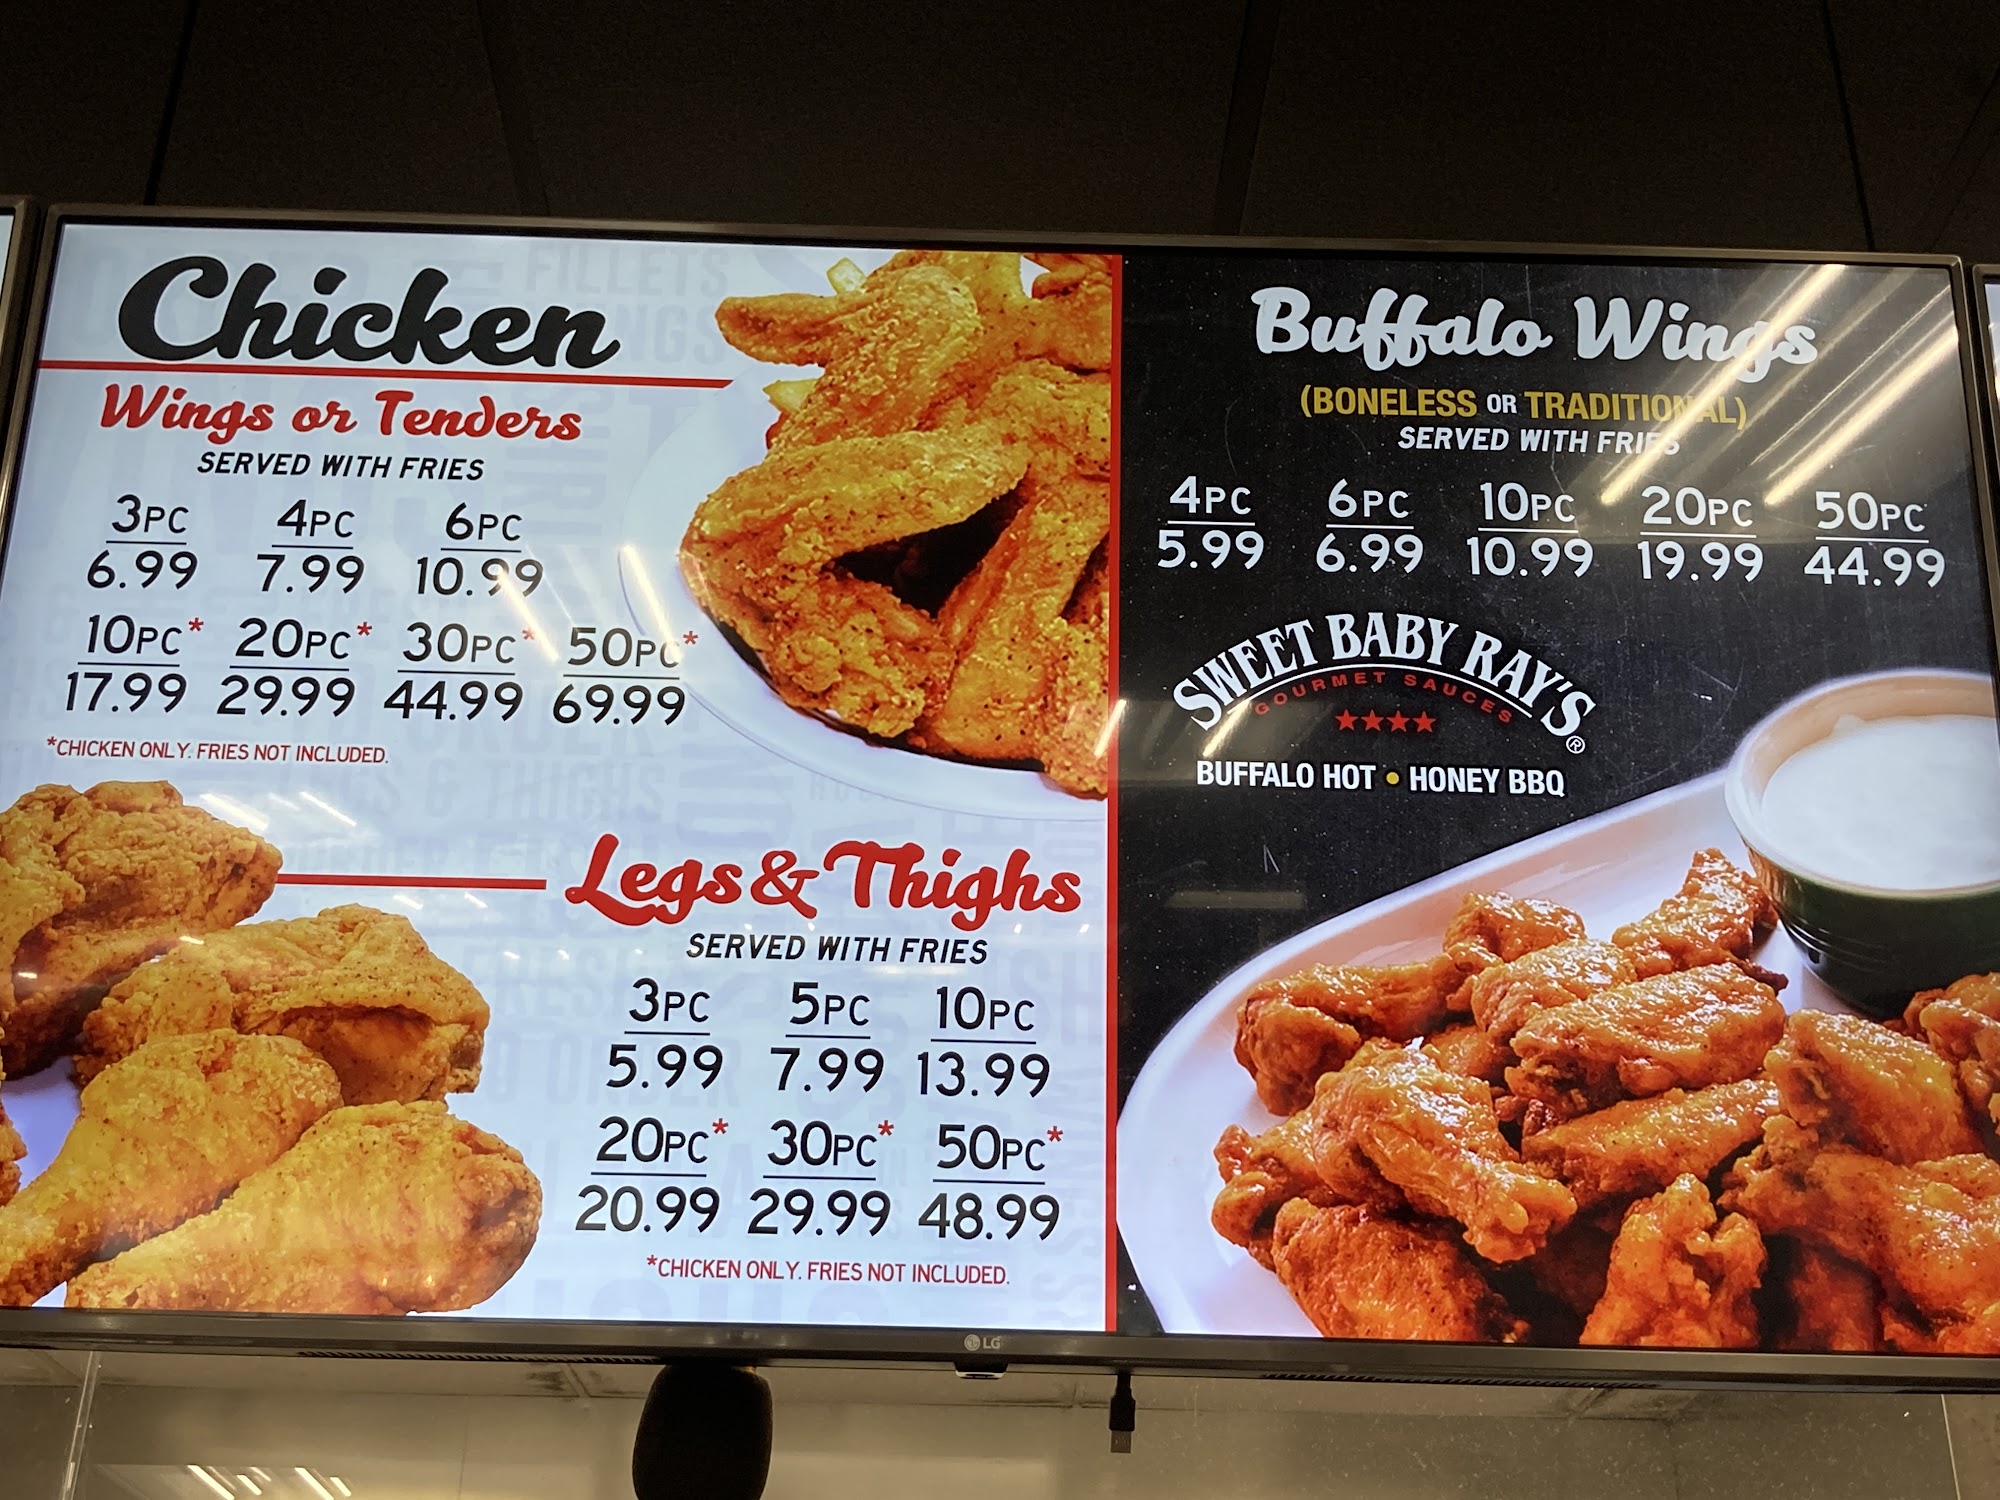 Chicken
Wings or Tenders
SERVED WITH FRIES
3PC 4PC 6PC
6.99 7.99 10.99
10PC* 20PC* 30PC* 50PC*
17.99 29.99 44.99 69.99
*CHICKEN ONLY. FRIES NOT INCLUDED.
Legs & Thighs
SERVED WITH FRIES
3PC 5PC 10PC
5.99 7.99 13.99
20PC* 30PC* 50PC*
20.99 29.99 48.99
*CHICKEN ONLY. FRIES NOT INCLUDED.
Buffalo Wings
(BONELESS OR TRADITIONAL)
SERVED WITH FRIES
4PC 6PC 10PC 20PC 50PC
5.99 6.99 10.99 19.99 44.99
SWEET BABY RAY'S®
GOURMET SAUCES
BUFFALO HOT • HONEY BBQ
LG